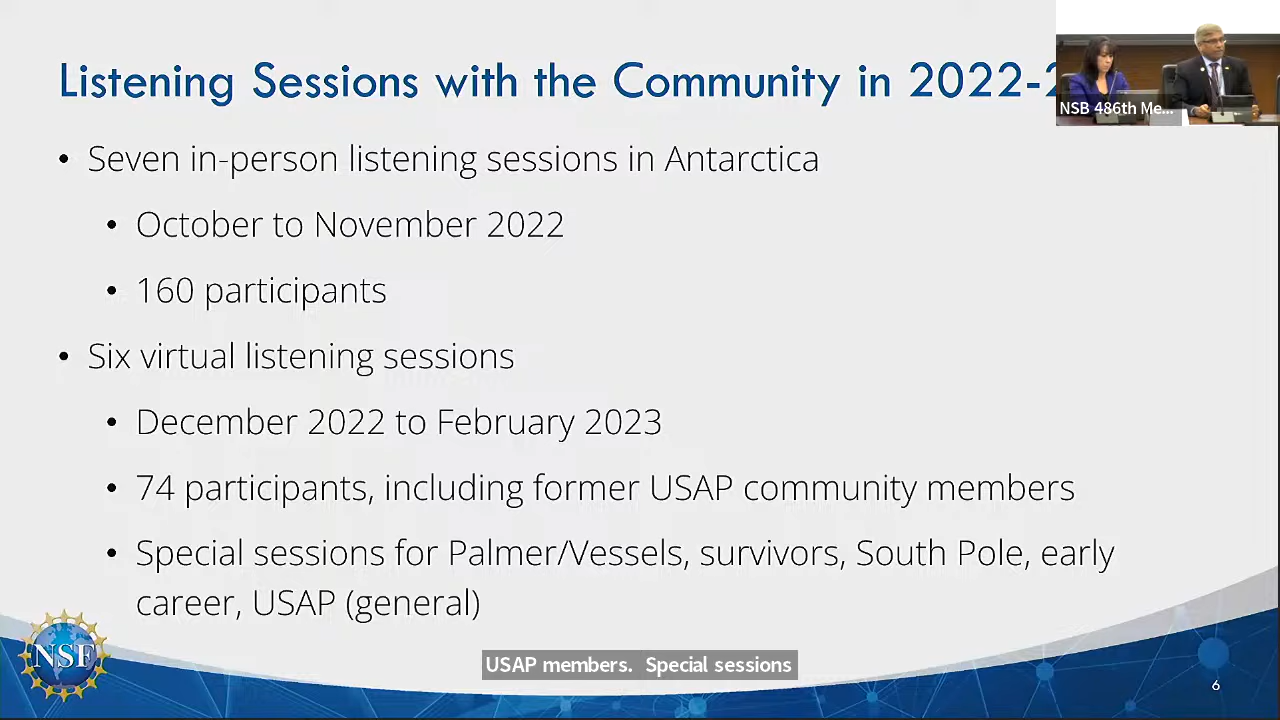 Listening Sessions with the Community in 2022-2
NSB 486th Me...
• Seven in-person listening sessions in Antarctica
• October to November 2022
• 160 participants
• Six virtual listening sessions
• December 2022 to February 2023
• 74 participants, including former USAP community members
• Special sessions for Palmer/Vessels, survivors, South Pole, early
career, USAP (general)
NSF
USAP members. Special sessions
6